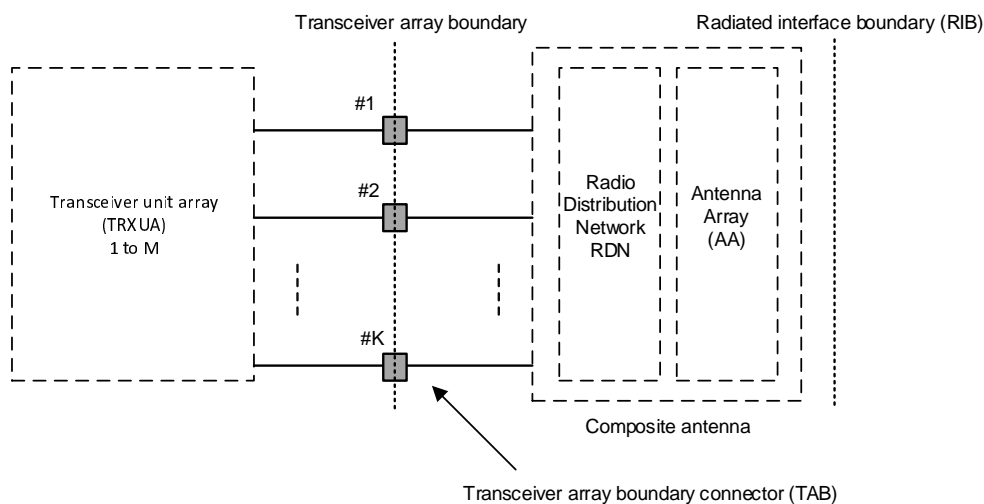 Transceiver array boundary
Radiated interface boundary (RIB)
#1
#2
#K
Transceiver unit array
(TRXUA)
1 to M
Radio
Distribution
Network
RDN
Antenna
Array
(AA)
Composite antenna
Transceiver array boundary connector (TAB)